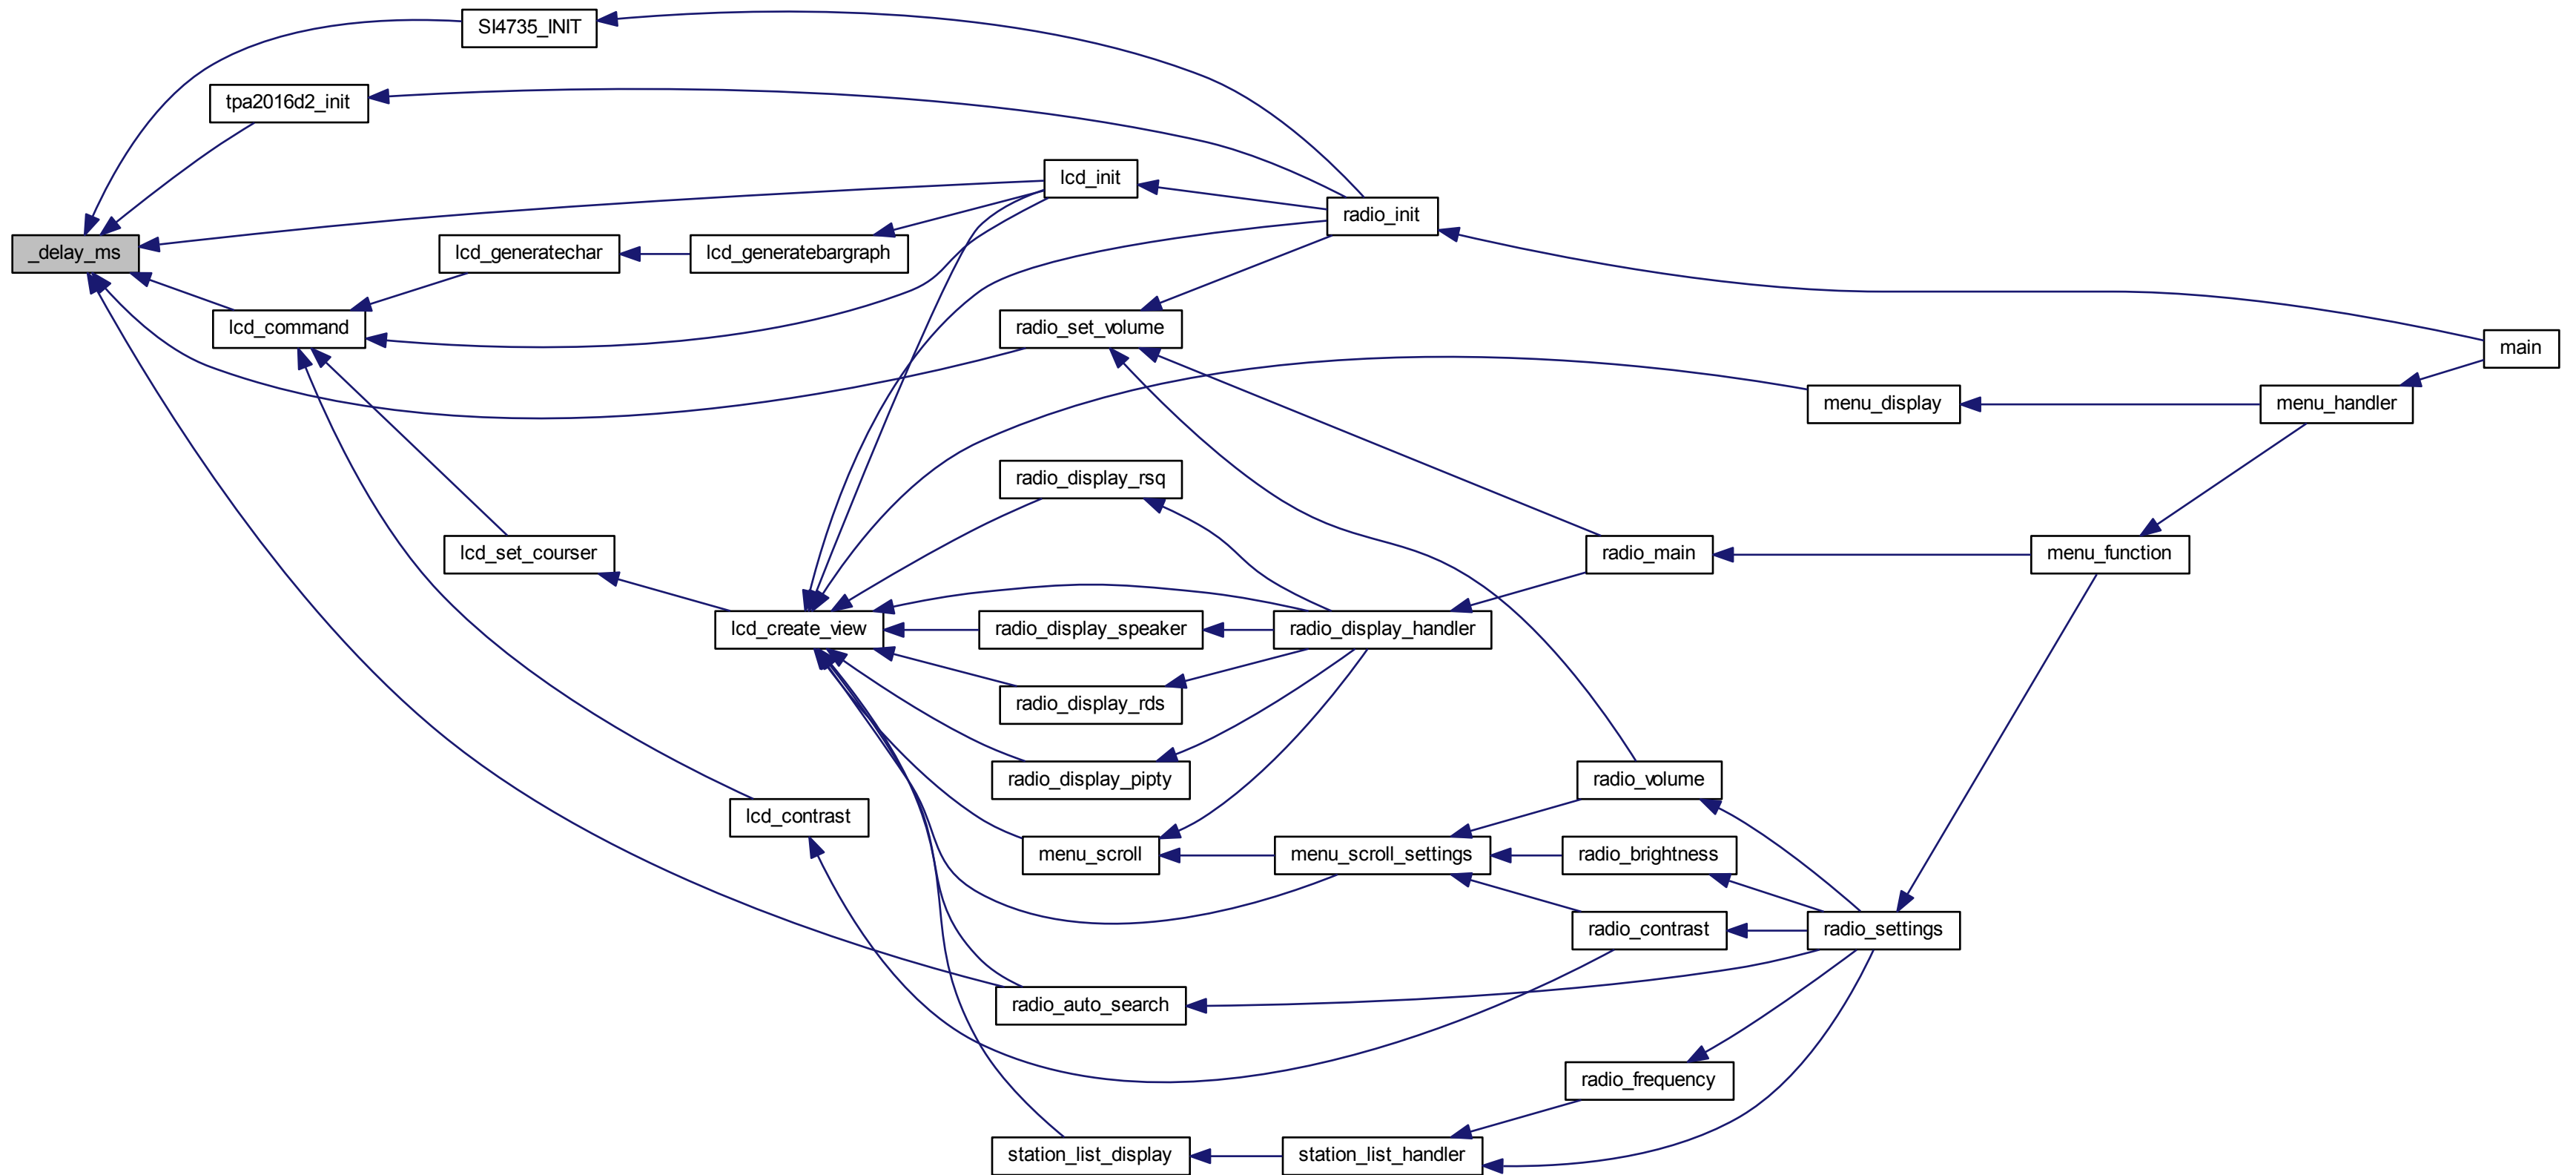 SI4735_INIT
tpa2016d2_init
lcd_init
radio_init
_delay_ms
lcd_generatechar
lcd_generatebargraph
lcd_command
radio_set_volume
main
menu_display
menu_handler
radio_display_rsq
lcd_set_courser
radio_main
menu_function
lcd_create_view
radio_display_speaker
radio_display_handler
radio_display_rds
radio_display_pipty
radio_volume
lcd_contrast
menu_scroll
menu_scroll_settings
radio_brightness
radio_contrast
radio_settings
radio_auto_search
radio_frequency
station_list_display
station_list_handler